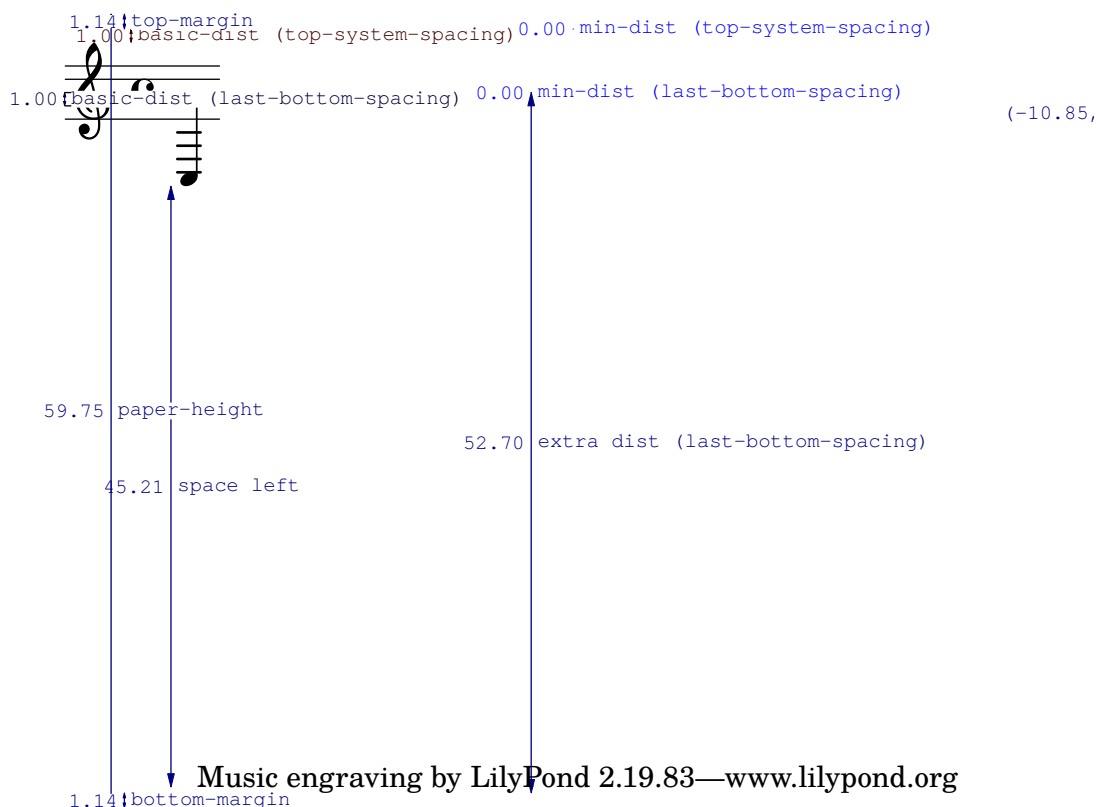 1.14 top-margin
1.00 basic-dist (top-system-spacing) 0.00 min-dist (top-system-spacing)
1.00 basic-dist (last-bottom-spacing) 0.00 min-dist (last-bottom-spacing)
(-10.85,
59.75 paper-height
52.70 extra dist (last-bottom-spacing)
45.21 space left
Music engraving by LilyPond 2.19.83—www.lilypond.org
1.14 bottom-margin